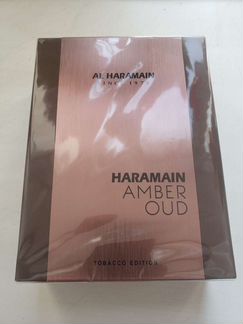 AL HARAMAIN
SINCE 1970
HARAMAIN
AMBER
OUD
TOBACCO EDITION